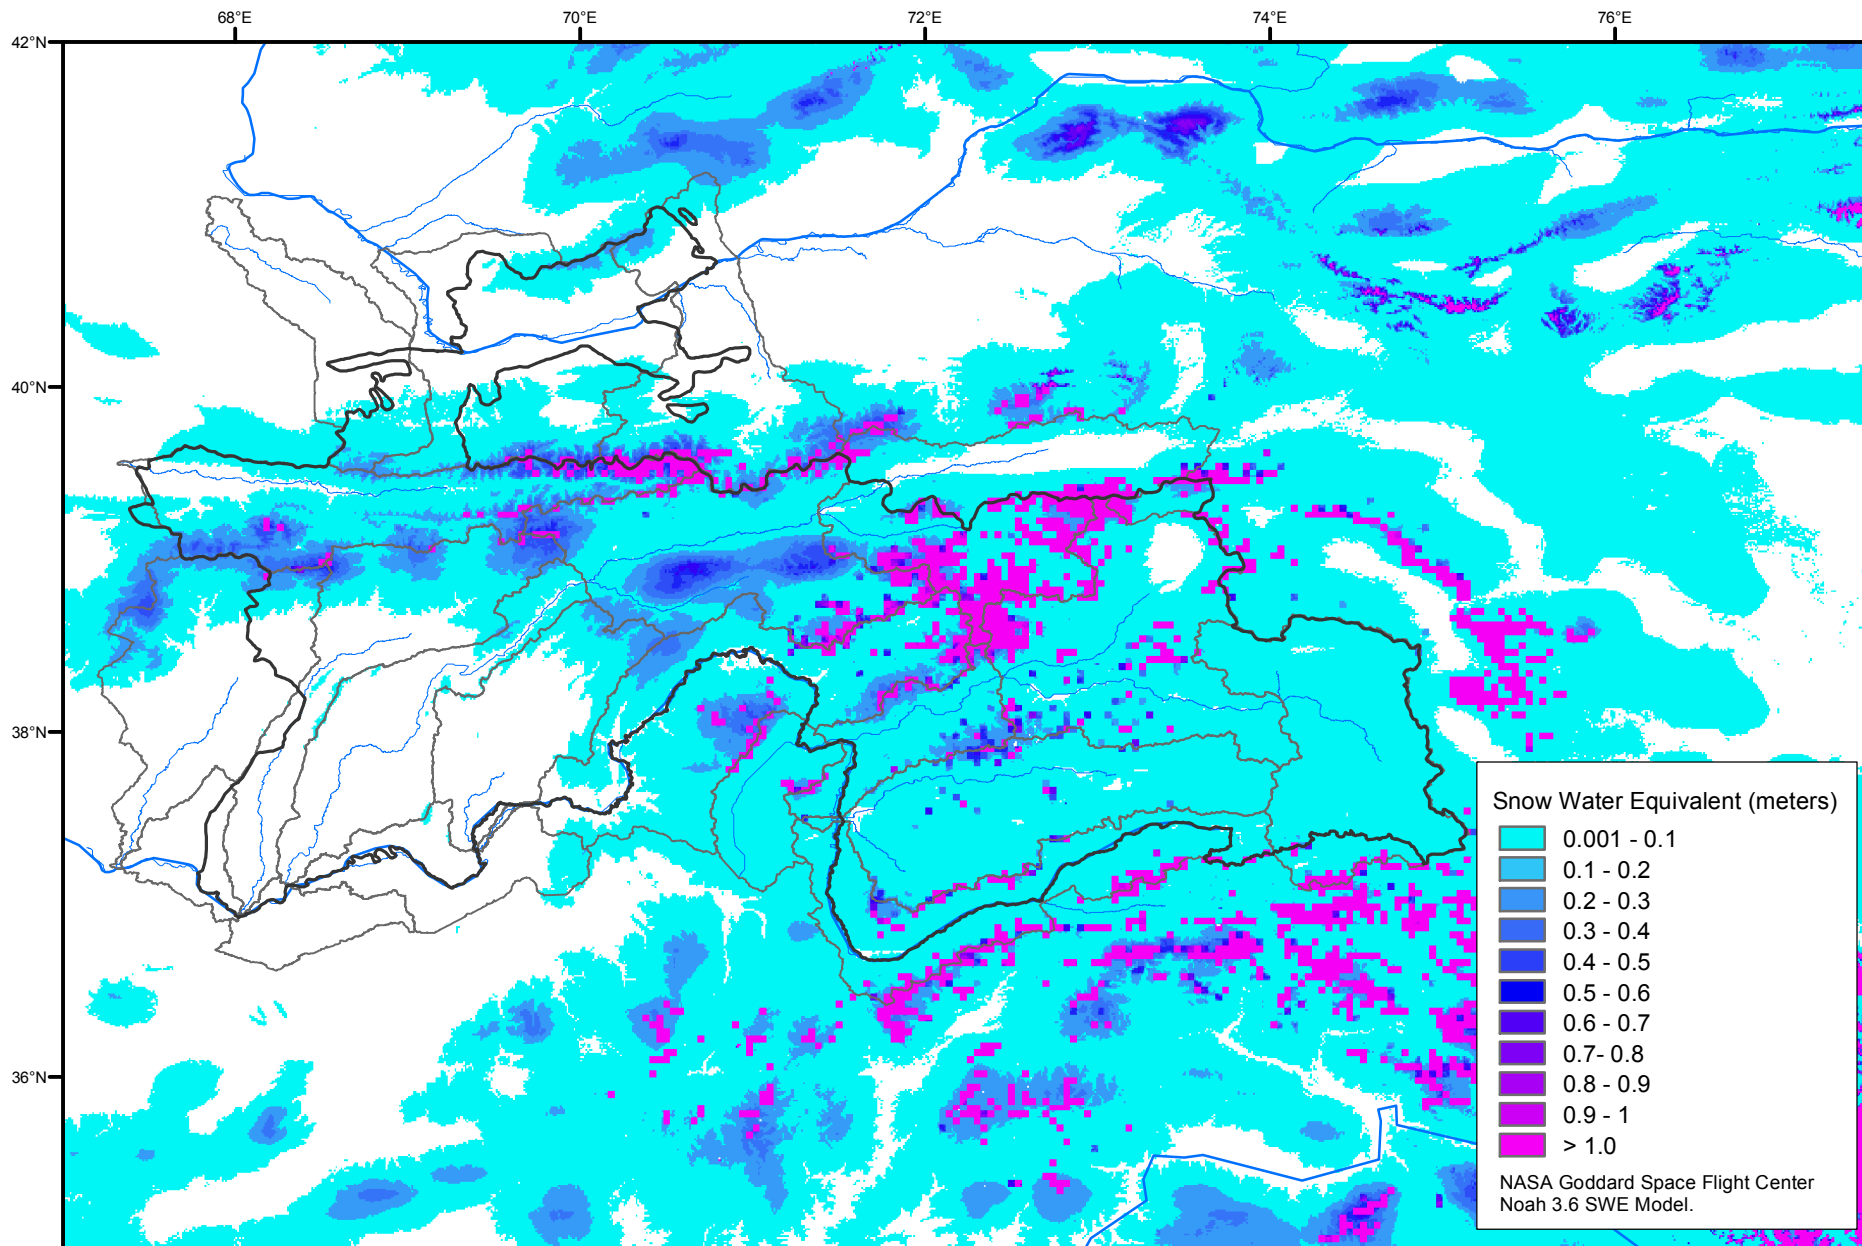 68°E 70°E 72°E 74°E 76°E
42°N
40°N
38°N
36°N
Snow Water Equivalent (meters)
0.001 - 0.1
0.1 - 0.2
0.2 - 0.3
0.3 - 0.4
0.4 - 0.5
0.5 - 0.6
0.6 - 0.7
0.7- 0.8
0.8 - 0.9
0.9 - 1
> 1.0
NASA Goddard Space Flight Center
Noah 3.6 SWE Model.